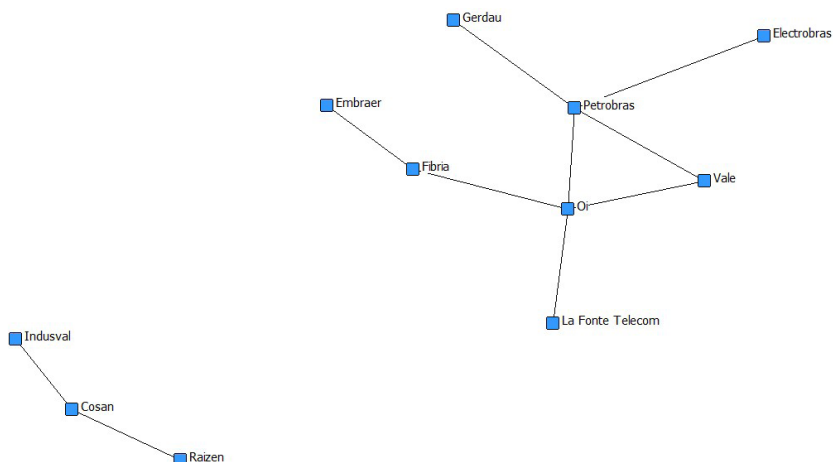 Gerdau
Electrobras
Embraer
Petrobras
Fibria
Vale
Oi
La Fonte Telecom
Indusval
Cosan
Raizen